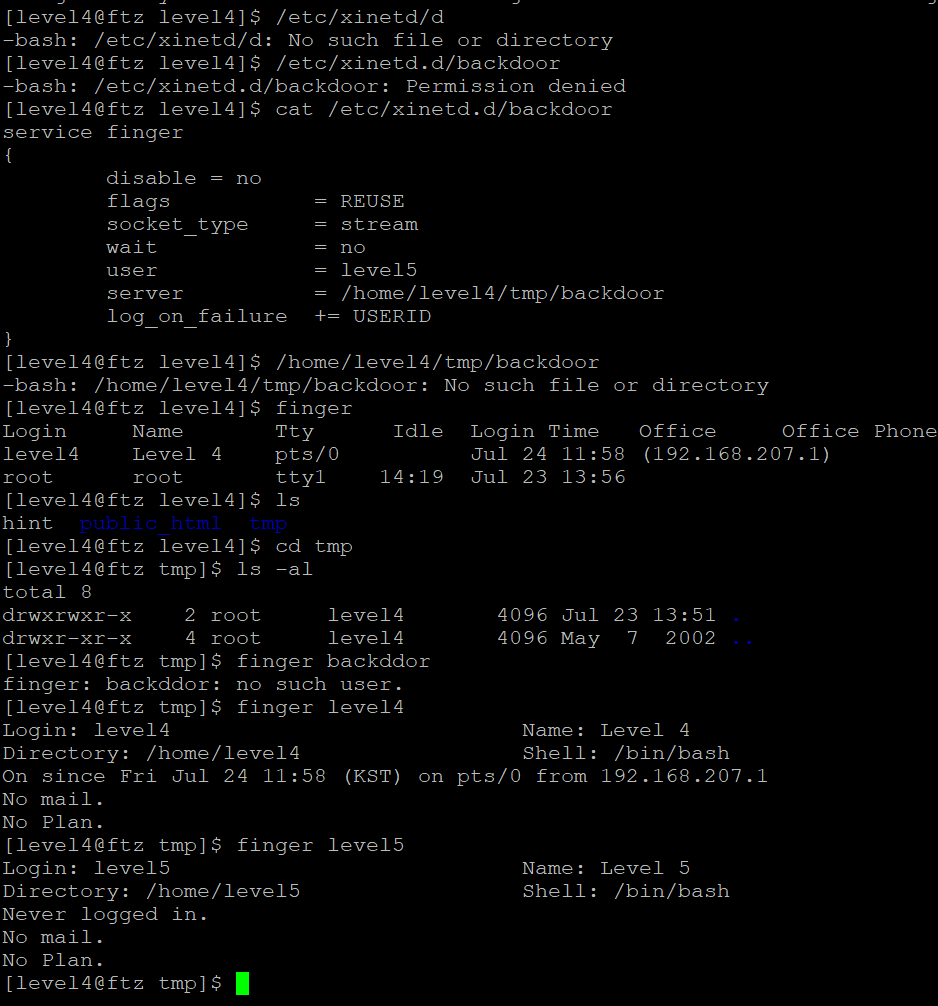 [level4@ftz level4]$ /etc/xinetd/d
-bash: /etc/xinetd/d: No such file or directory
[level4@ftz level4]$ /etc/xinetd.d/backdoor
-bash: /etc/xinetd.d/backdoor: Permission denied
[level4@ftz level4]$ cat /etc/xinetd.d/backdoor
service finger
{
        disable = no
        flags           = REUSE
        socket_type     = stream
        wait            = no
        user            = level5
        server          = /home/level4/tmp/backdoor
        log_on_failure  += USERID
}
[level4@ftz level4]$ /home/level4/tmp/backdoor
-bash: /home/level4/tmp/backdoor: No such file or directory
[level4@ftz level4]$ finger
Login     Name       Tty      Idle  Login Time   Office     Office Phone
level4    Level 4    pts/0          Jul 24 11:58 (192.168.207.1)
root      root       tty1    14:19  Jul 23 13:56
[level4@ftz level4]$ ls
hint  public_html  tmp
[level4@ftz level4]$ cd tmp
[level4@ftz tmp]$ ls -al
total 8
drwxrwxr-x    2 root     level4       4096 Jul 23 13:51 .
drwxr-xr-x    4 root     level4       4096 May  7  2002 ..
[level4@ftz tmp]$ finger backddor
finger: backddor: no such user.
[level4@ftz tmp]$ finger level4
Login: level4                           Name: Level 4
Directory: /home/level4                 Shell: /bin/bash
On since Fri Jul 24 11:58 (KST) on pts/0 from 192.168.207.1
No mail.
No Plan.
[level4@ftz tmp]$ finger level5
Login: level5                           Name: Level 5
Directory: /home/level5                 Shell: /bin/bash
Never logged in.
No mail.
No Plan.
[level4@ftz tmp]$